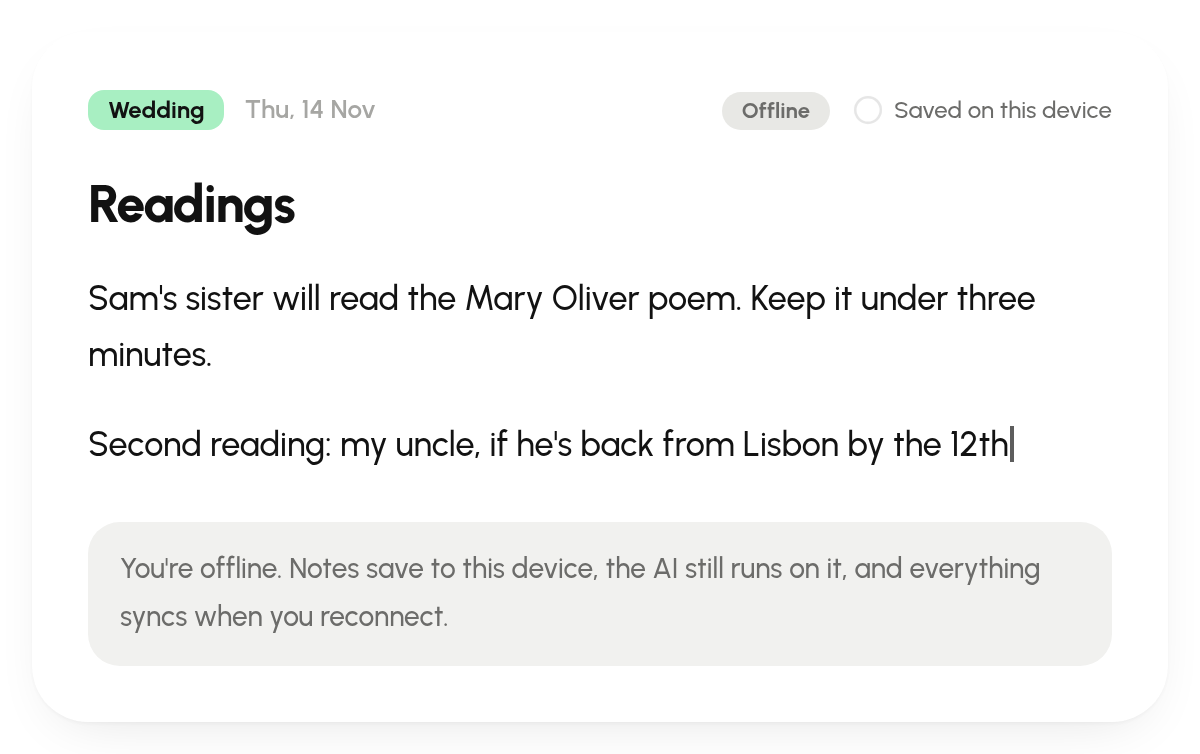 Wedding Thu, 14 Nov Offline Saved on this device
Readings
Sam's sister will read the Mary Oliver poem. Keep it under three
minutes.
Second reading: my uncle, if he's back from Lisbon by the 12th
You're offline. Notes save to this device, the AI still runs on it, and everything
syncs when you reconnect.